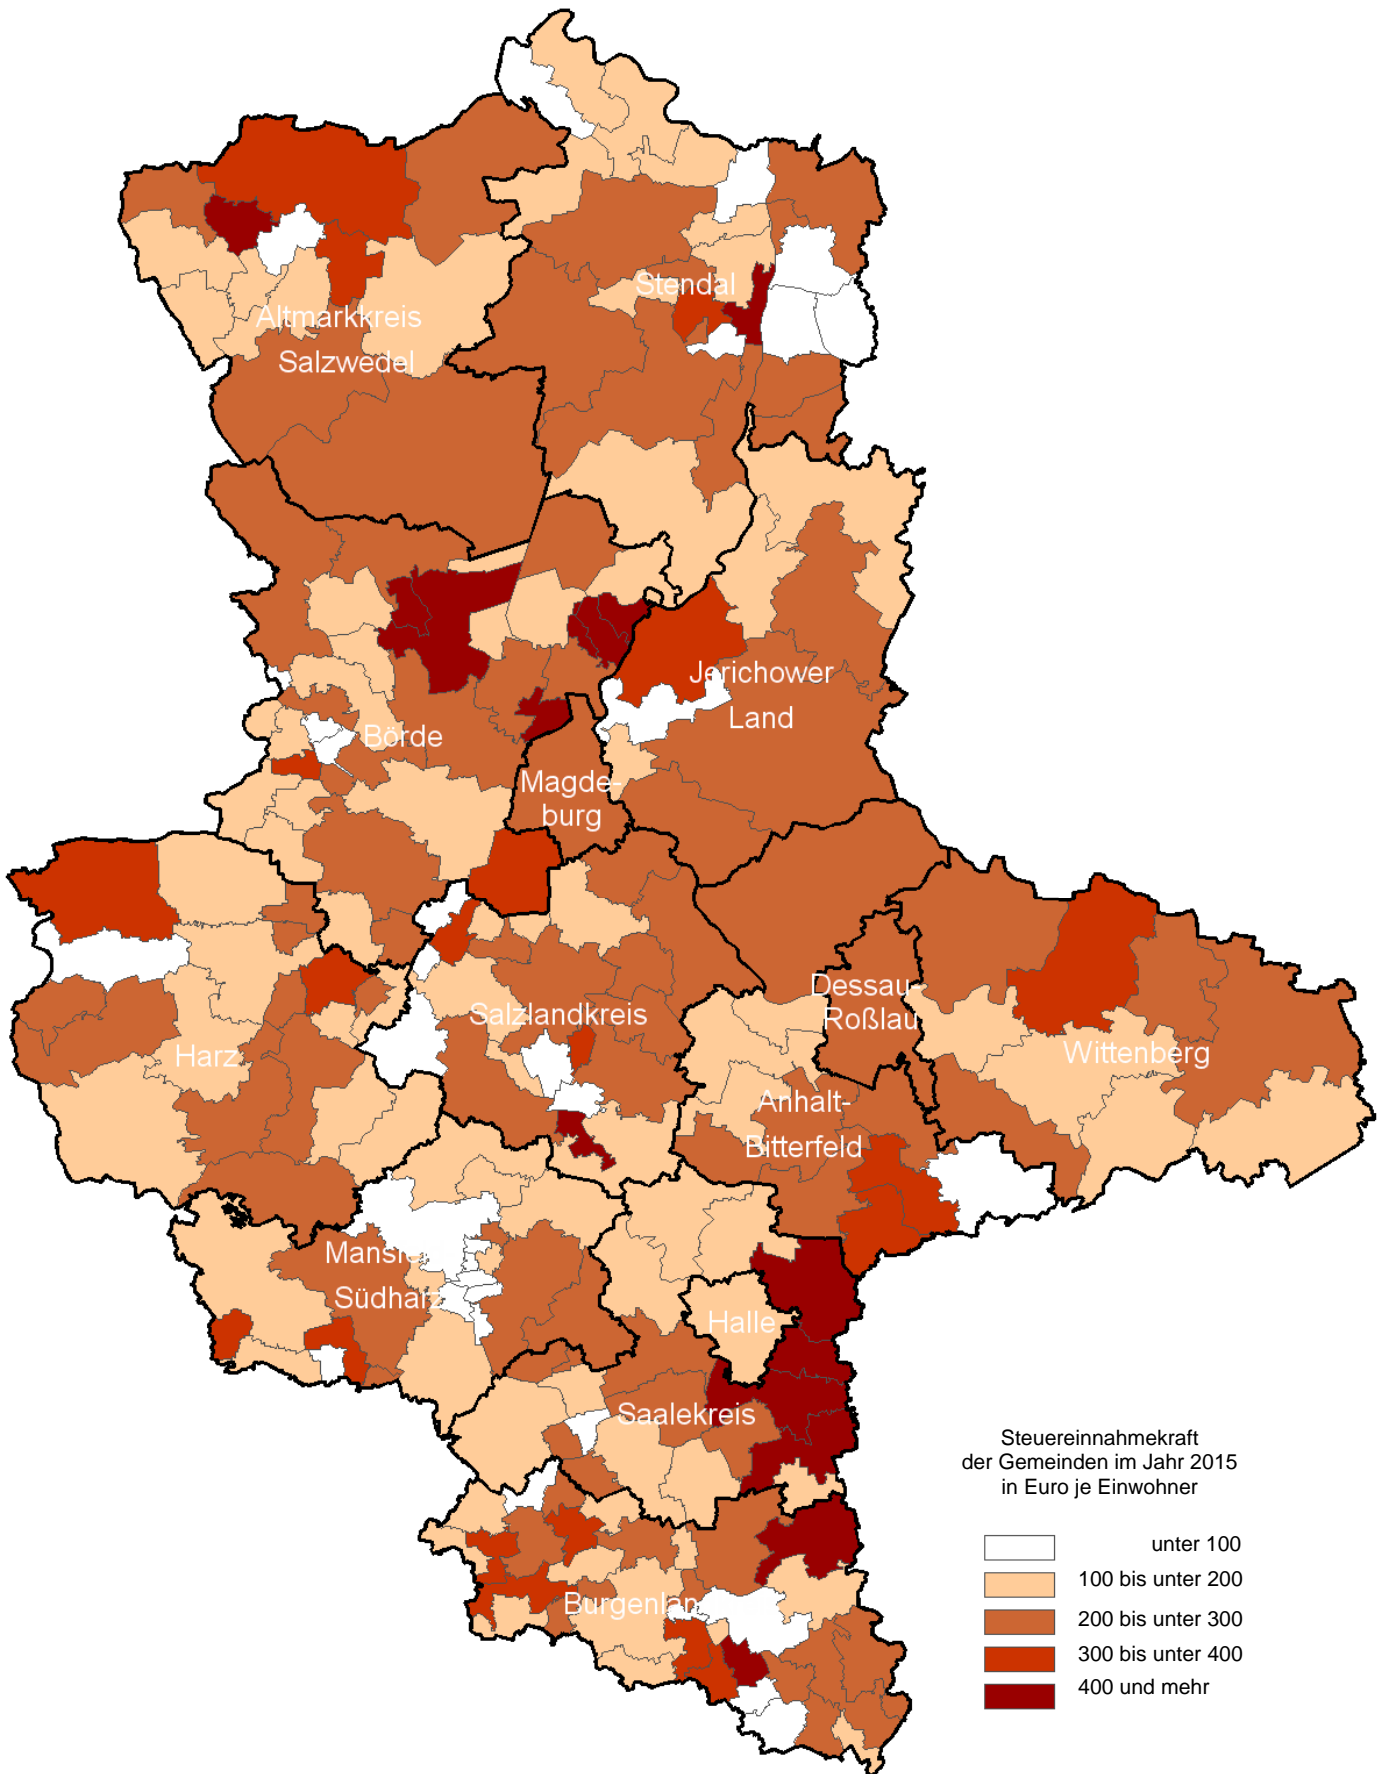 Stendal
Altmarkkreis
Salzwedel
Jerichower
Land
Börde
Magde-
burg
Dessau-
Roßlau
Salzlandkreis
Harz
Wittenberg
Anhalt-
Bitterfeld
Mansfe
Südharz
Halle
Saalekreis
Burgenlan
Steuereinnahmekraft
der Gemeinden im Jahr 2015
in Euro je Einwohner
unter 100
100 bis unter 200
200 bis unter 300
300 bis unter 400
400 und mehr